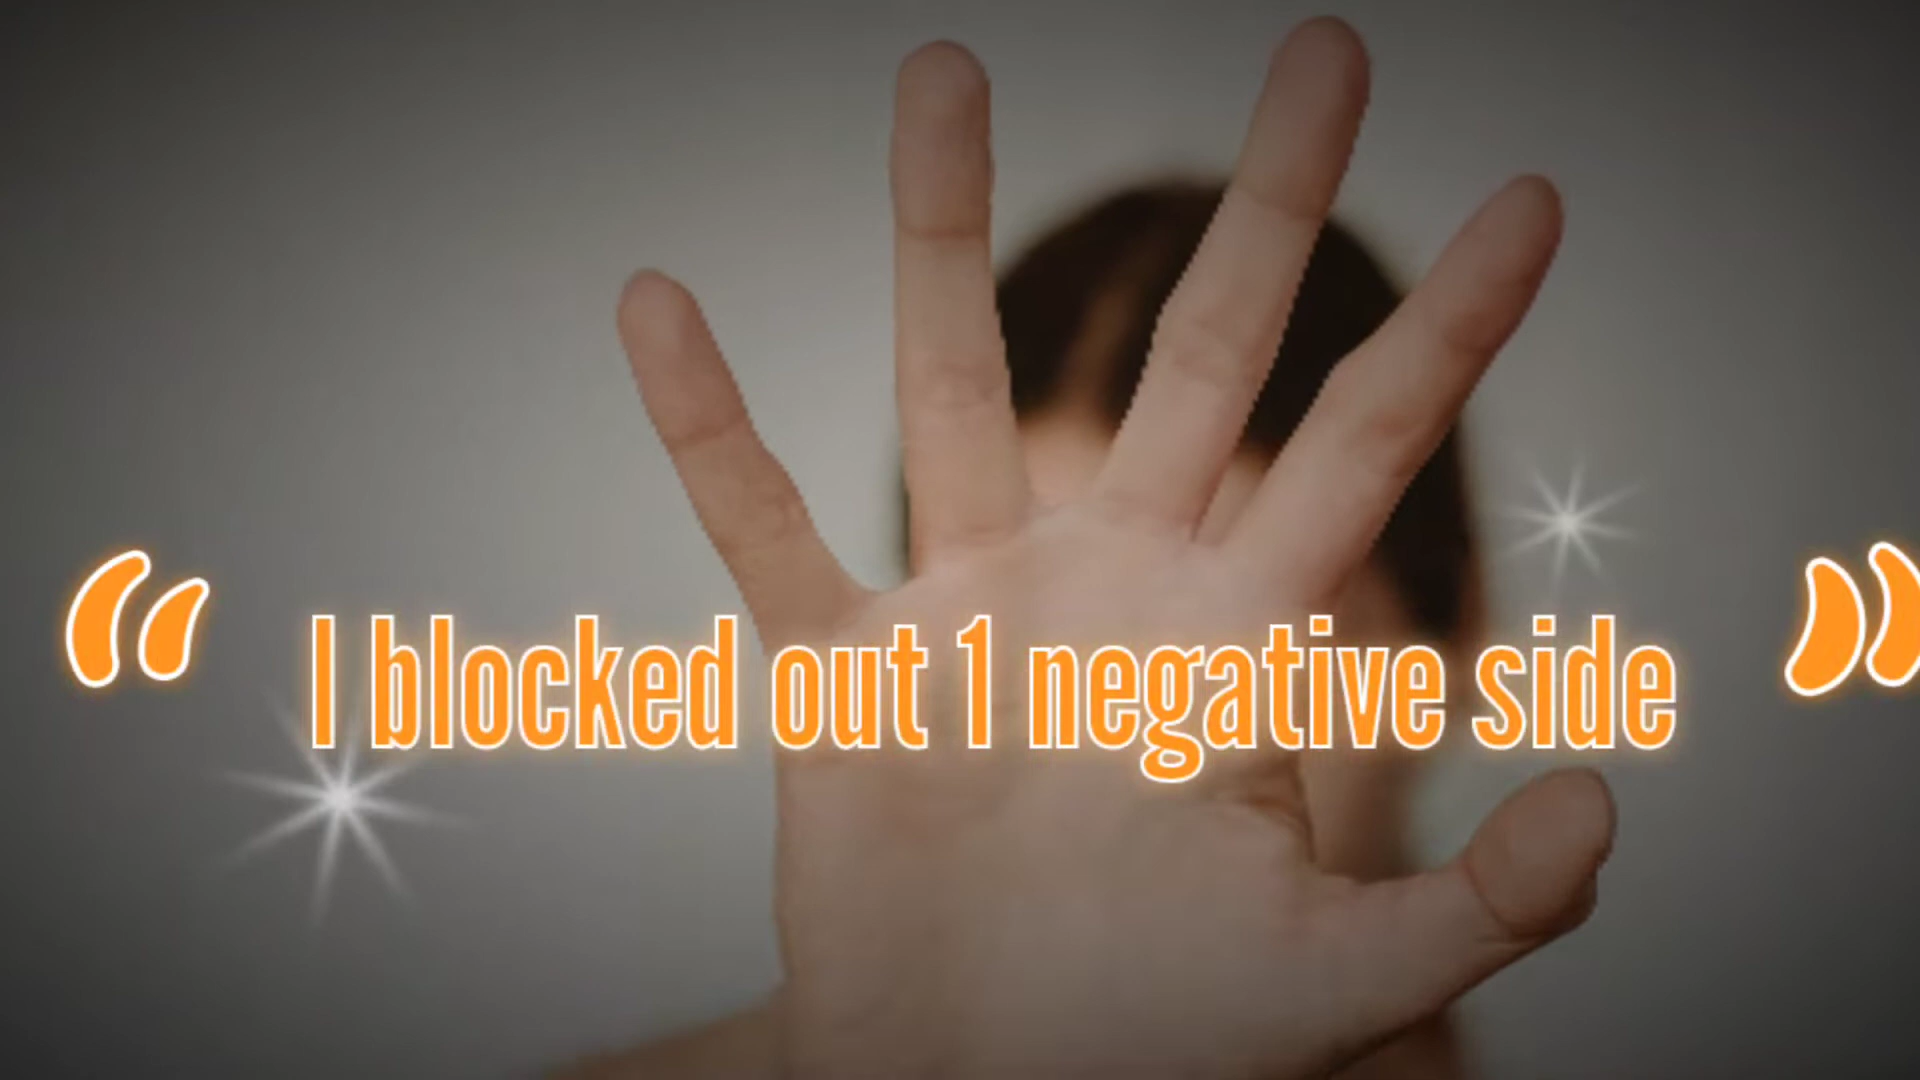 “ I blocked out 1 negative side ”